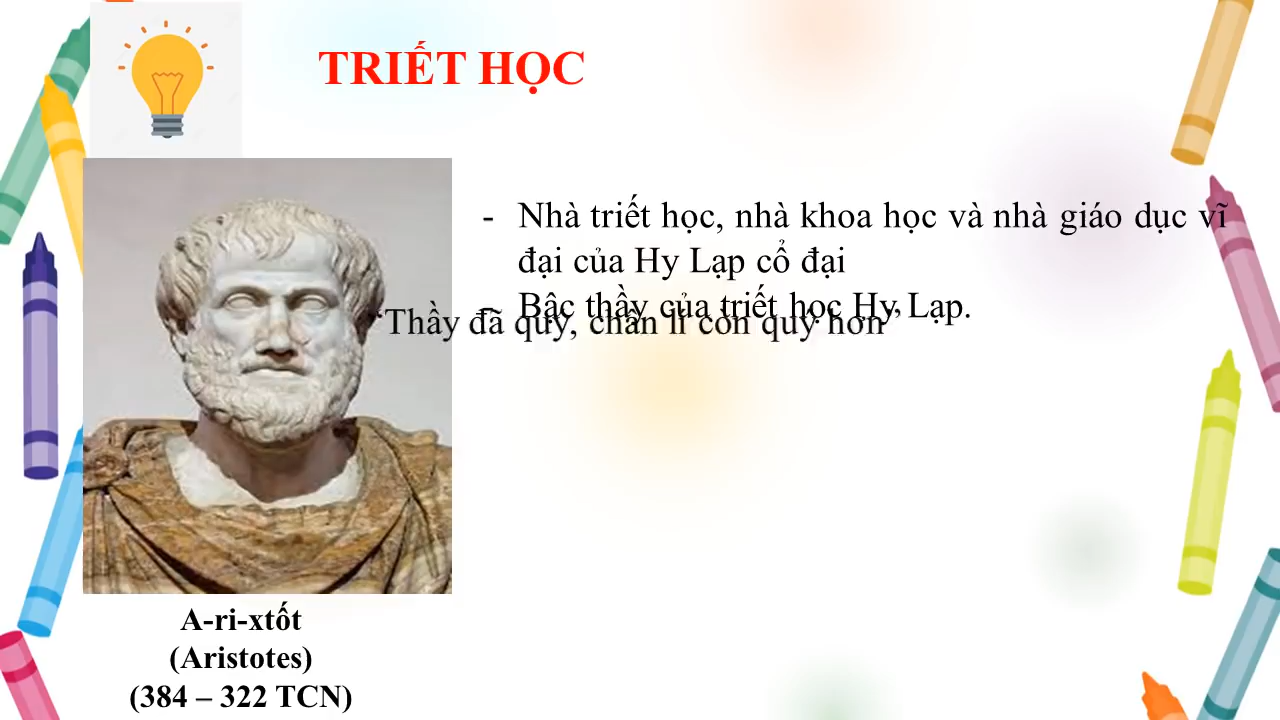 TRIẾT HỌC
- Nhà triết học, nhà khoa học và nhà giáo dục vĩ
đại của Hy Lạp cổ đại
- Bậc thầy của triết học Hy Lạp.
“Thầy đã quý, chân lí còn quý hơn”
A-ri-xtốt
(Aristotes)
(384 – 322 TCN)